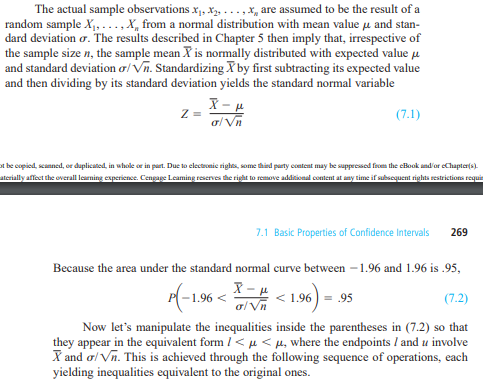 The actual sample observations x₁, x₂, . . . , xₙ are assumed to be the result of a
random sample X₁, . . . , Xₙ from a normal distribution with mean value μ and stan-
dard deviation σ. The results described in Chapter 5 then imply that, irrespective of
the sample size n, the sample mean X̄ is normally distributed with expected value μ
and standard deviation σ/√n. Standardizing X̄ by first subtracting its expected value
and then dividing by its standard deviation yields the standard normal variable
Z = (X̄ − μ)/(σ/√n) (7.1)
ot be copied, scanned, or duplicated, in whole or in part. Due to electronic rights, some third party content may be suppressed from the eBook and/or eChapter(s).
aterially affect the overall learning experience. Cengage Learning reserves the right to remove additional content at any time if subsequent rights restrictions requi
7.1 Basic Properties of Confidence Intervals 269
Because the area under the standard normal curve between −1.96 and 1.96 is .95,
P(−1.96 < (X̄ − μ)/(σ/√n) < 1.96) = .95 (7.2)
Now let's manipulate the inequalities inside the parentheses in (7.2) so that
they appear in the equivalent form l < μ < μ, where the endpoints l and u involve
X̄ and σ/√n. This is achieved through the following sequence of operations, each
yielding inequalities equivalent to the original ones.